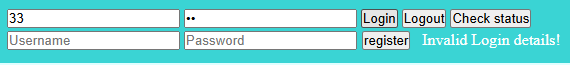 33 •• Login Logout Check status
Username Password register Invalid Login details!